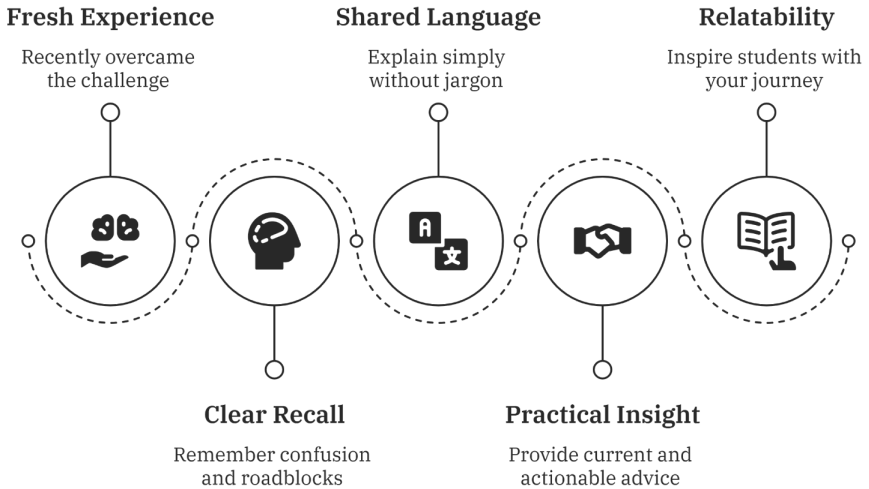 Fresh Experience
Recently overcame
the challenge
Shared Language
Explain simply
without jargon
Relatability
Inspire students with
your journey
A
文
Clear Recall
Remember confusion
and roadblocks
Practical Insight
Provide current and
actionable advice